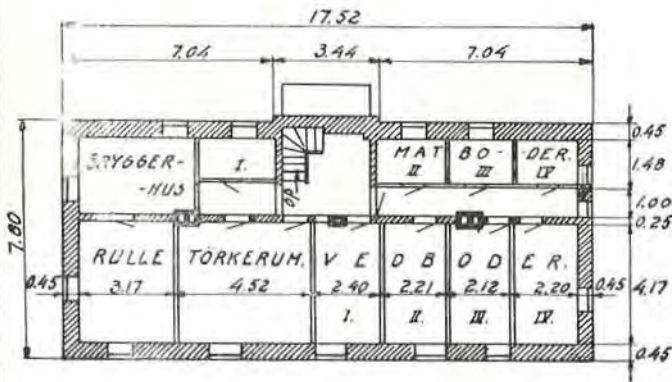 17.52
7.04 3.44 7.04
0.45
BRYGGER- I. MAT BO- DER.
II III IV
1.48
-HUS
OP
1.00
7.80
0.25
RULLE TÖRKERUM. V E D B O D E R.
0.45 3.17 4.52 2.40 2.21 2.12 2.20 0.45 4.17
I. II. III. IV.
0.45